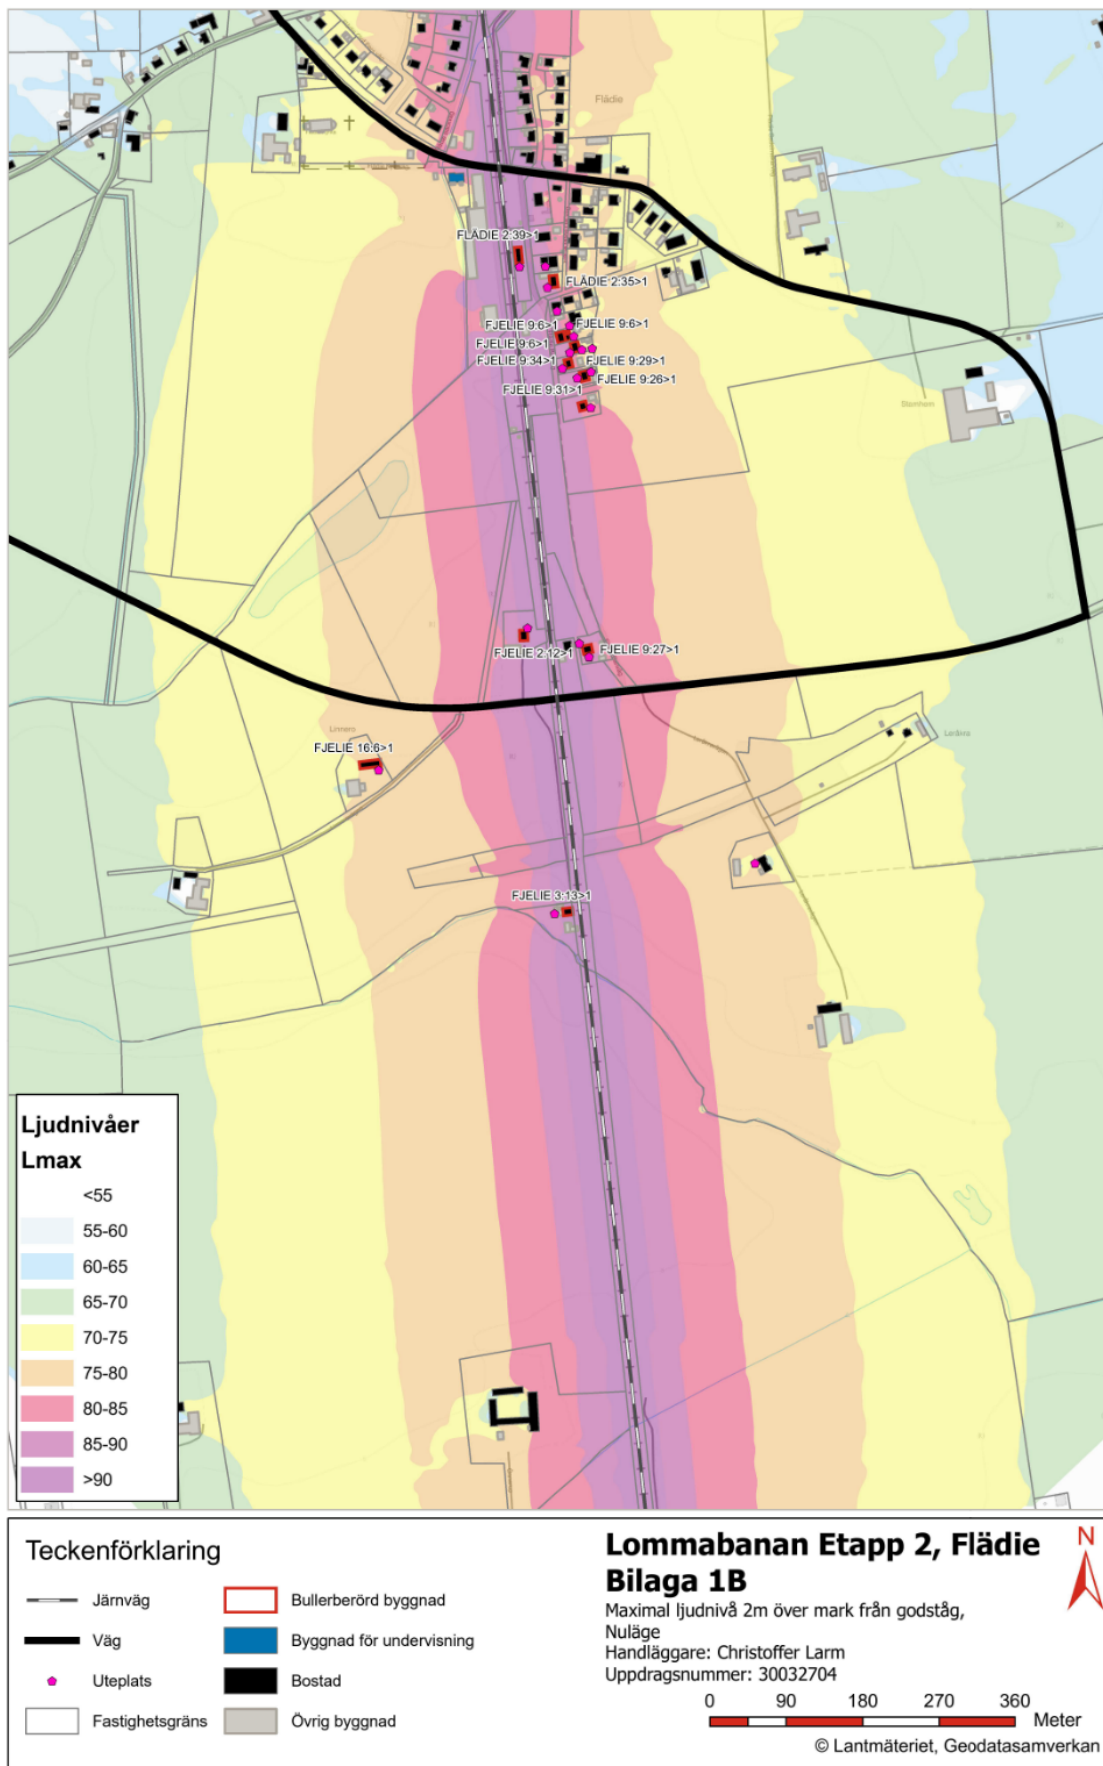 Flädie
FLÄDIE 2:39>1
FLÄDIE 2:35>1
FJELIE 9:6>1
FJELIE 9:6>1
FJELIE 9:6>1
FJELIE 9:34>1
FJELIE 9:29>1
FJELIE 9:26>1
FJELIE 9:31>1
Blomhem
FJELIE 2:12>1
FJELIE 9:27>1
Linnero
FJELIE 16:6>1
Leråkra
FJELIE 3:13>1
Ljudnivåer
Lmax
<55
55-60
60-65
65-70
70-75
75-80
80-85
85-90
>90
Teckenförklaring
Järnväg
Väg
Uteplats
Fastighetsgräns
Bullerberörd byggnad
Byggnad för undervisning
Bostad
Övrig byggnad
Lommabanan Etapp 2, Flädie
Bilaga 1B
Maximal ljudnivå 2m över mark från godståg,
Nuläge
Handläggare: Christoffer Larm
Uppdragsnummer: 30032704
N
0 90 180 270 360
Meter
© Lantmäteriet, Geodatasamverkan